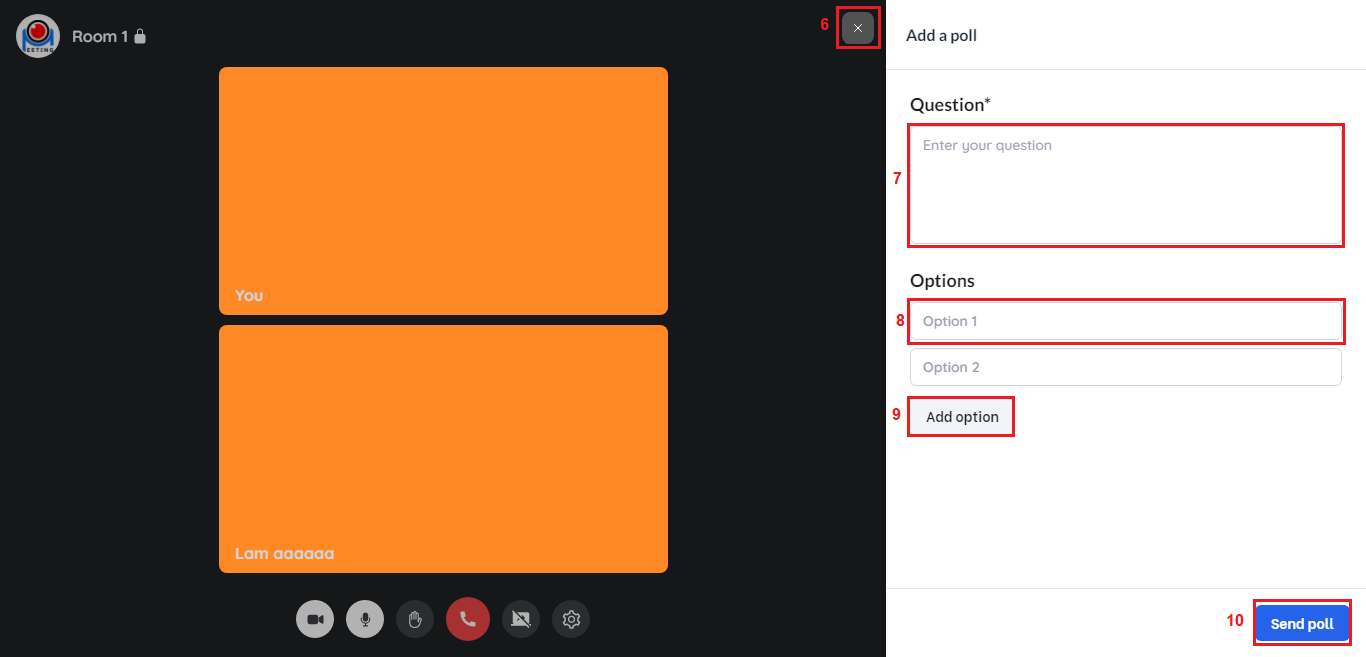 EETING
Room 1
6
Add a poll
You
Lam aaaaaa
Question*
7
Enter your question
Options
8
Option 1
Option 2
9
Add option
10
Send poll